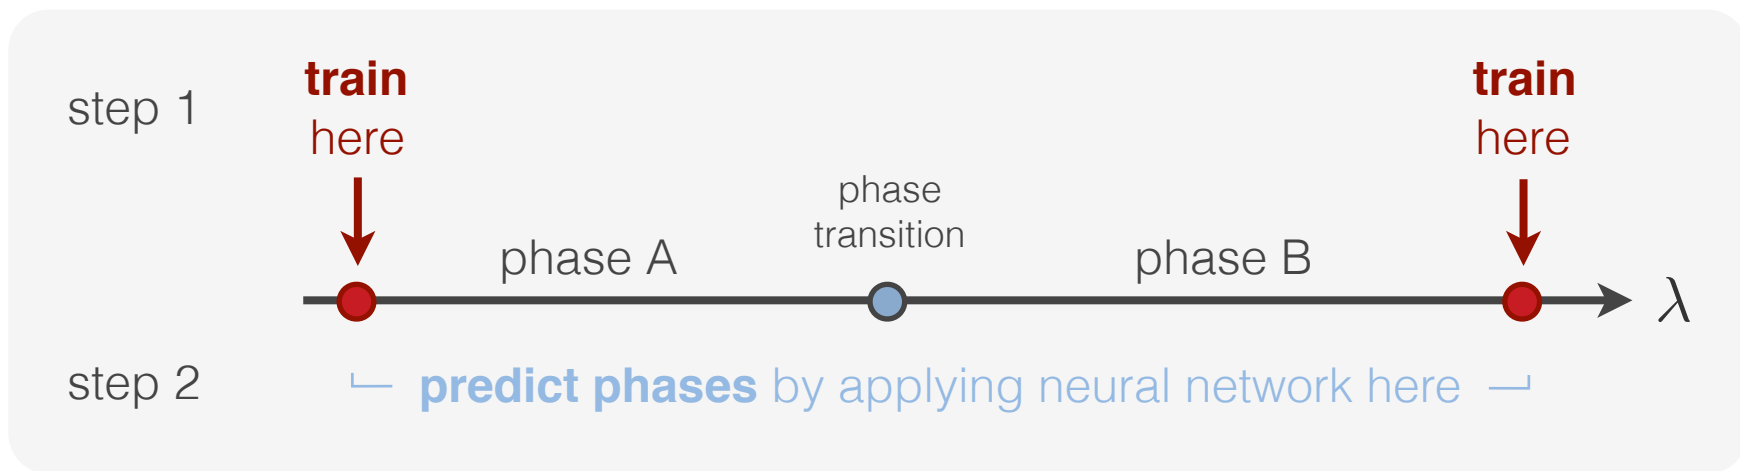 step 1
train
here
train
here
phase
transition
phase A
phase B
λ
step 2
predict phases by applying neural network here